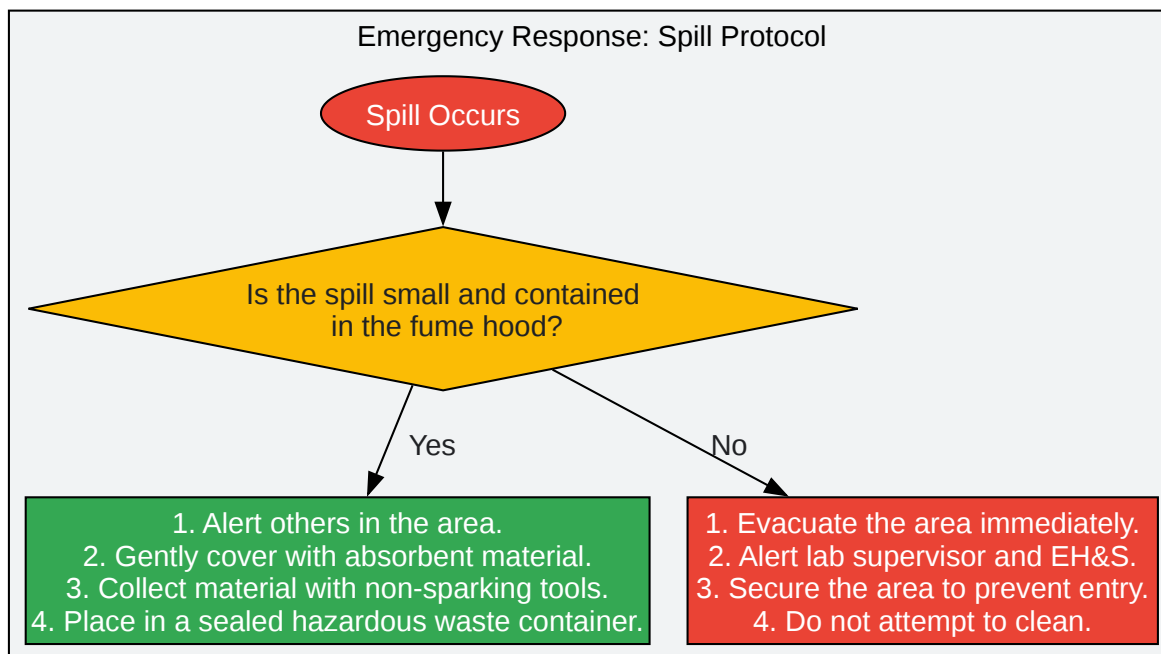 Emergency Response: Spill Protocol
Spill Occurs
Is the spill small and contained
in the fume hood?
Yes
No
1. Alert others in the area.
2. Gently cover with absorbent material.
3. Collect material with non-sparking tools.
4. Place in a sealed hazardous waste container.
1. Evacuate the area immediately.
2. Alert lab supervisor and EH&S.
3. Secure the area to prevent entry.
4. Do not attempt to clean.